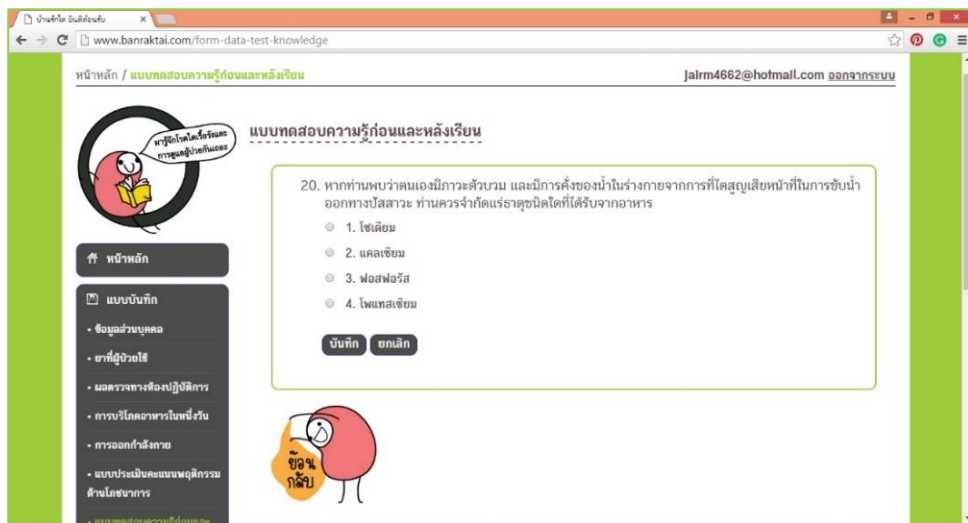 บ้านรักไต ยินดีต้อนรับ
www.banraktai.com/form-data-test-knowledge
หน้าหลัก / แบบทดสอบความรู้ก่อนและหลังเรียน
jalrm4662@hotmail.com ออกจากระบบ
มารู้จักโรคไตเรื้อรังและ
การดูแลผู้ป่วยกันเถอะ
แบบทดสอบความรู้ก่อนและหลังเรียน
20. หากท่านพบว่าตนเองมีภาวะตัวบวม และมีการคั่งของน้ำในร่างกายจากการที่ไตสูญเสียหน้าที่ในการขับน้ำ
ออกทางปัสสาวะ ท่านควรจำกัดแร่ธาตุชนิดใดที่ได้รับจากอาหาร
1. โซเดียม
2. แคลเซียม
3. ฟอสฟอรัส
4. โพแทสเซียม
บันทึก ยกเลิก
หน้าหลัก
แบบบันทึก
• ข้อมูลส่วนบุคคล
• ยาที่ผู้ป่วยใช้
• ผลตรวจทางห้องปฏิบัติการ
• การบริโภคอาหารในหนึ่งวัน
• การออกกำลังกาย
• แบบประเมินคะแนนพฤติกรรม
ด้านโภชนาการ
• แบบทดสอบความรู้ก่อนและ
ย้อน
กลับ